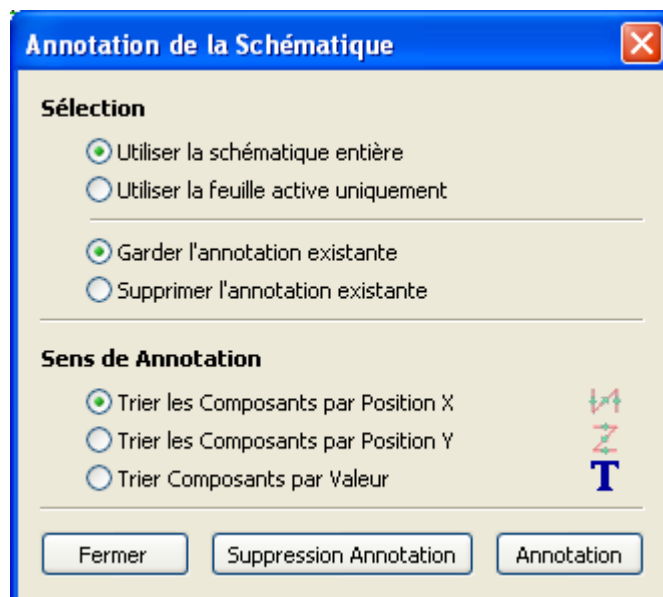 Annotation de la Schématique
Sélection
Utiliser la schématique entière
Utiliser la feuille active uniquement
Garder l'annotation existante
Supprimer l'annotation existante
Sens de Annotation
Trier les Composants par Position X
Trier les Composants par Position Y
Trier Composants par Valeur T
Fermer Suppression Annotation Annotation